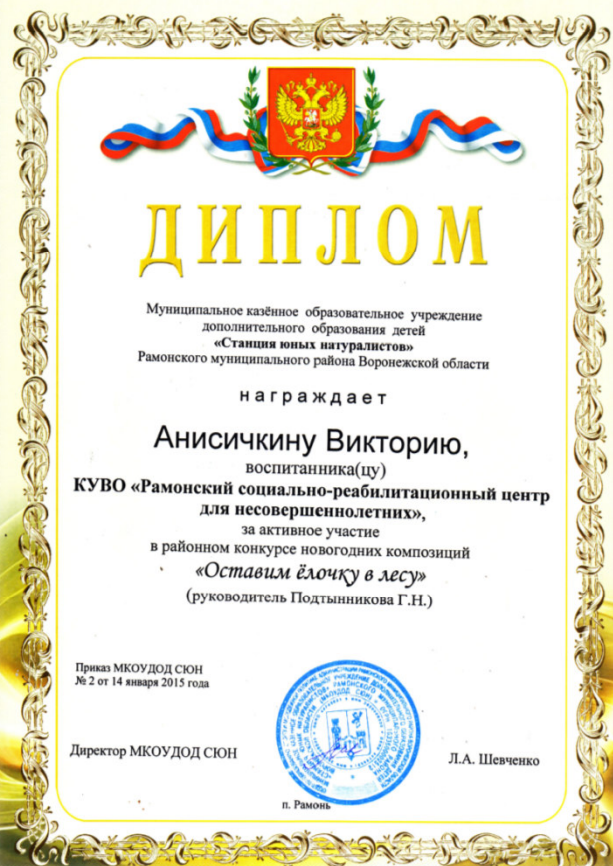 ДИПЛОМ
Муниципальное казённое образовательное учреждение
дополнительного образования детей
«Станция юных натуралистов»
Рамонского муниципального района Воронежской области
награждает
Анисичкину Викторию,
воспитанника(цу)
КУВО «Рамонский социально-реабилитационный центр
для несовершеннолетних»,
за активное участие
в районном конкурсе новогодних композиций
«Оставим ёлочку в лесу»
(руководитель Подтынникова Г.Н.)
Приказ МКОУДОД СЮН
№ 2 от 14 января 2015 года
Директор МКОУДОД СЮН
Л.А. Шевченко
п. Рамонь